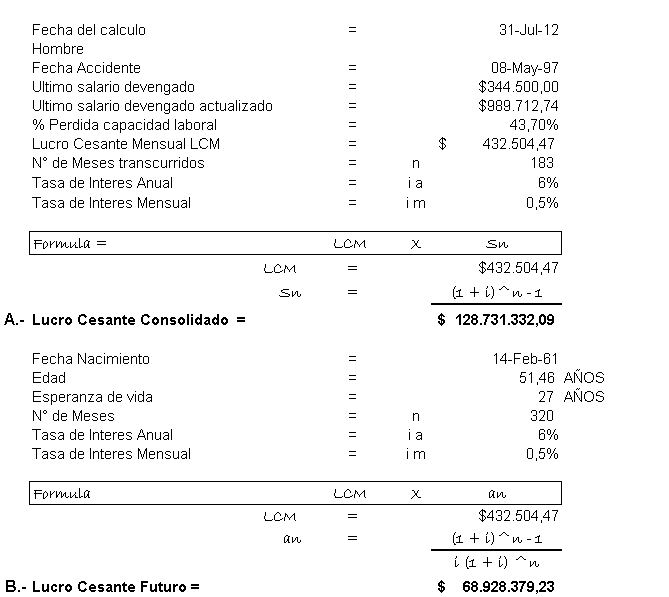 Fecha del calculo = 31-Jul-12
Hombre
Fecha Accidente = 08-May-97
Ultimo salario devengado = $344.500,00
Ultimo salario devengado actualizado = $989.712,74
% Perdida capacidad laboral = 43,70%
Lucro Cesante Mensual LCM = $ 432.504,47
N° de Meses transcurridos = n 183
Tasa de Interes Anual = i a 6%
Tasa de Interes Mensual = i m 0,5%
Formula = LCM X Sn
LCM = $432.504,47
Sn = (1 + i) ^ n - 1
A.- Lucro Cesante Consolidado = $ 128.731.332,09
Fecha Nacimiento = 14-Feb-61
Edad = 51,46 AÑOS
Esperanza de vida = 27 AÑOS
N° de Meses = n 320
Tasa de Interes Anual = i a 6%
Tasa de Interes Mensual = i m 0,5%
Formula LCM X an
LCM = $432.504,47
an = (1 + i) ^ n - 1
i (1 + i) ^ n
B.- Lucro Cesante Futuro = $ 68.928.379,23